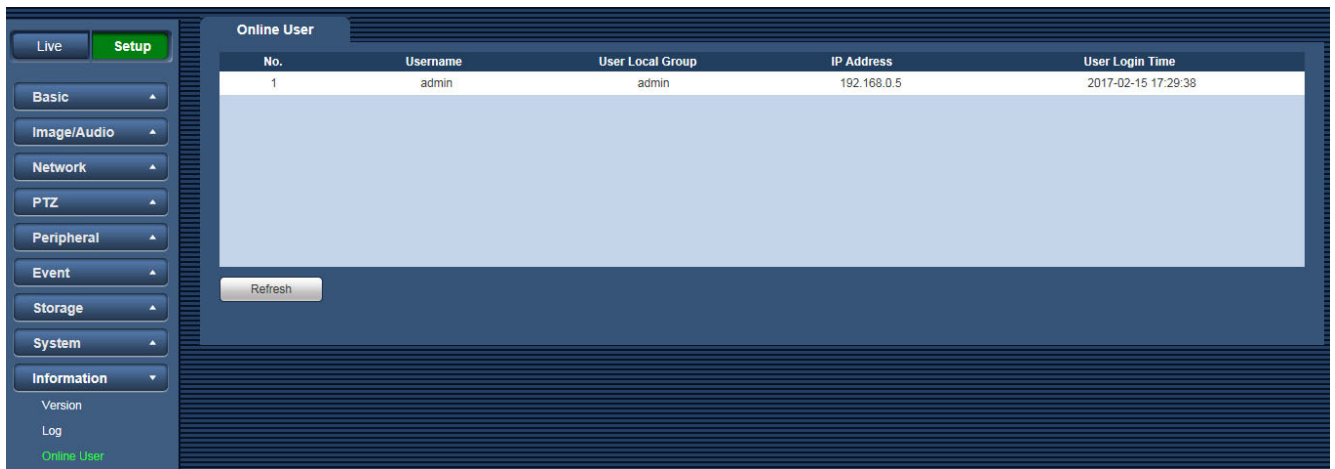 Live Setup
Basic
Image/Audio
Network
PTZ
Peripheral
Event
Storage
System
Information
Version
Log
Online User
Online User
No. Username User Local Group IP Address User Login Time
1 admin admin 192.168.0.5 2017-02-15 17:29:38
Refresh